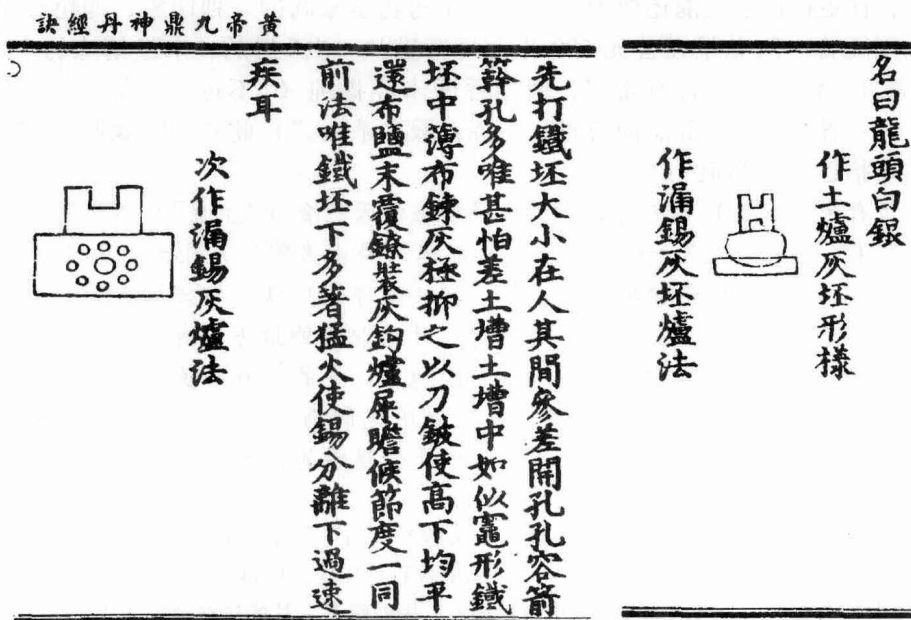 黃帝九鼎神丹經訣
名曰龍頭白銀
作土爐灰坯形樣
作漏錫灰坯爐法
先打鐵坯大小在人其間參差開孔孔容箭
簳孔多唯甚怕差土壜土壜中如似竈形鐵
坯中薄布鍊灰極抑之以刀鈹使高下均平
還布鹽末攤鐐裝灰鉤爐屎瞻候節度一同
前法唯鐵坯下多著猛火使錫分離下過速
疾耳
次作漏錫灰爐法